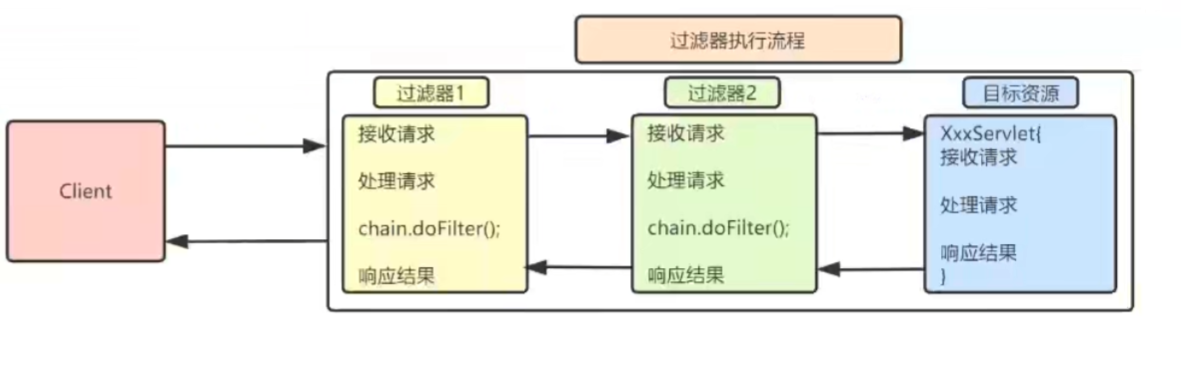 过滤器执行流程
过滤器1
过滤器2
目标资源
Client
接收请求
处理请求
chain.doFilter();
响应结果
接收请求
处理请求
chain.doFilter();
响应结果
XxxServlet{
接收请求
处理请求
响应结果
}